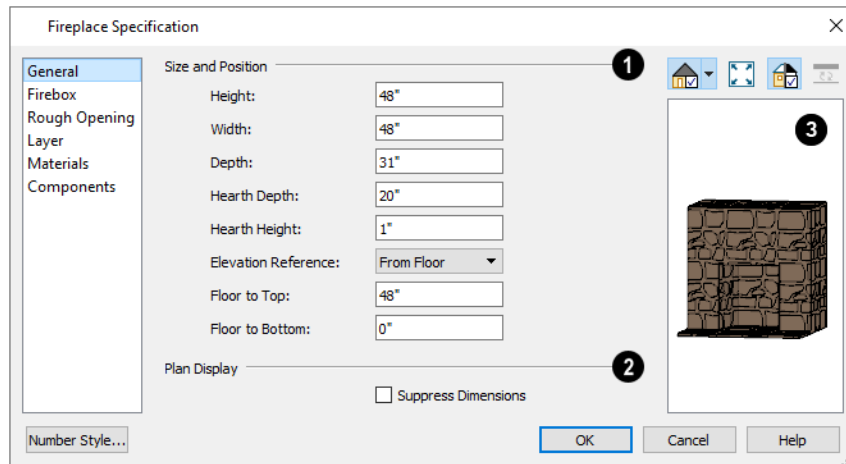 Fireplace Specification
General
Firebox
Rough Opening
Layer
Materials
Components
Size and Position
1
Height: 48"
Width: 48"
Depth: 31"
Hearth Depth: 20"
Hearth Height: 1"
Elevation Reference: From Floor
Floor to Top: 48"
Floor to Bottom: 0"
Plan Display
2
Suppress Dimensions
3
Number Style...
OK
Cancel
Help